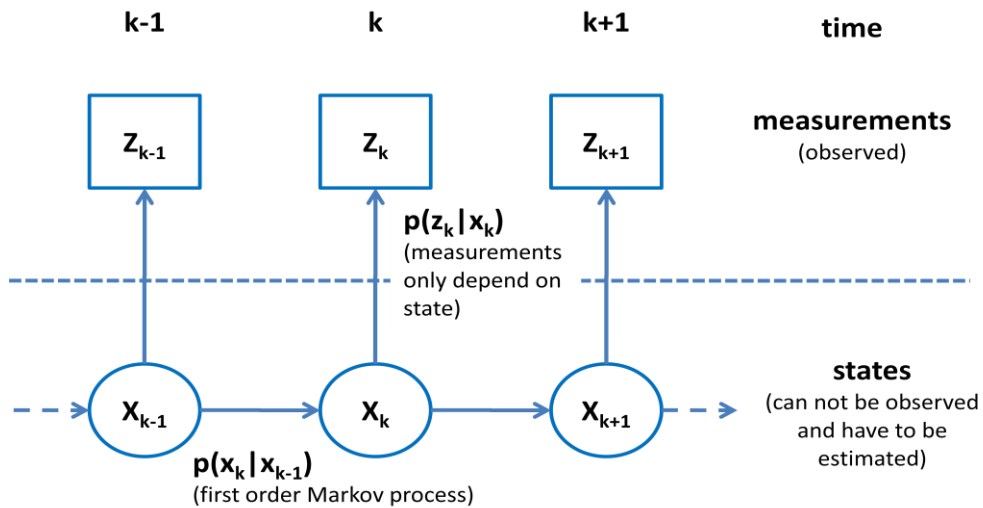 k-1 k k+1 time
Z_{k-1} Z_k Z_{k+1} measurements
(observed)
p(z_k|x_k)
(measurements
only depend on
state)
states
X_{k-1} X_k X_{k+1} (can not be observed
and have to be
estimated)
p(x_k|x_{k-1})
(first order Markov process)